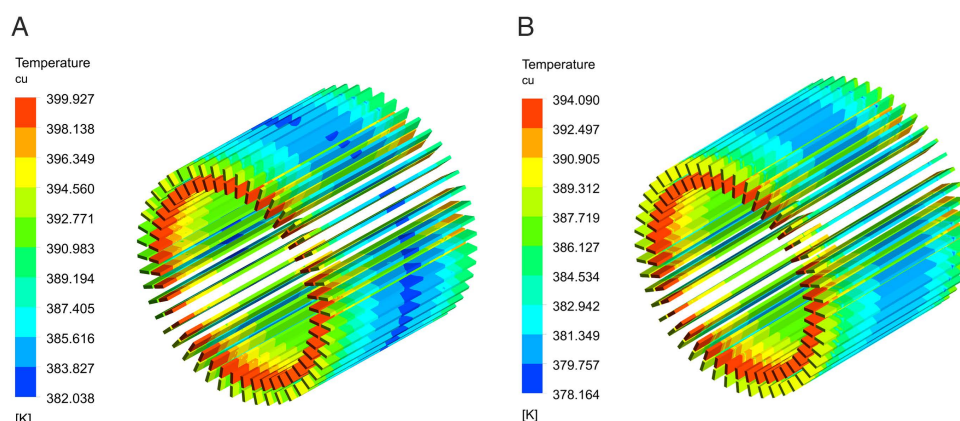 A
Temperature
cu
399.927
398.138
396.349
394.560
392.771
390.983
389.194
387.405
385.616
383.827
382.038
[K]
B
Temperature
cu
394.090
392.497
390.905
389.312
387.719
386.127
384.534
382.942
381.349
379.757
378.164
[K]